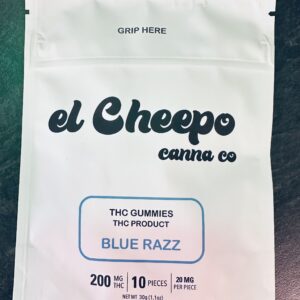 GRIP HERE
el Cheepo
canna co
THC GUMMIES
THC PRODUCT
BLUE RAZZ
200 MG THC | 10 PIECES | 20 MG PER PIECE
NET WT 30g (1.1oz)